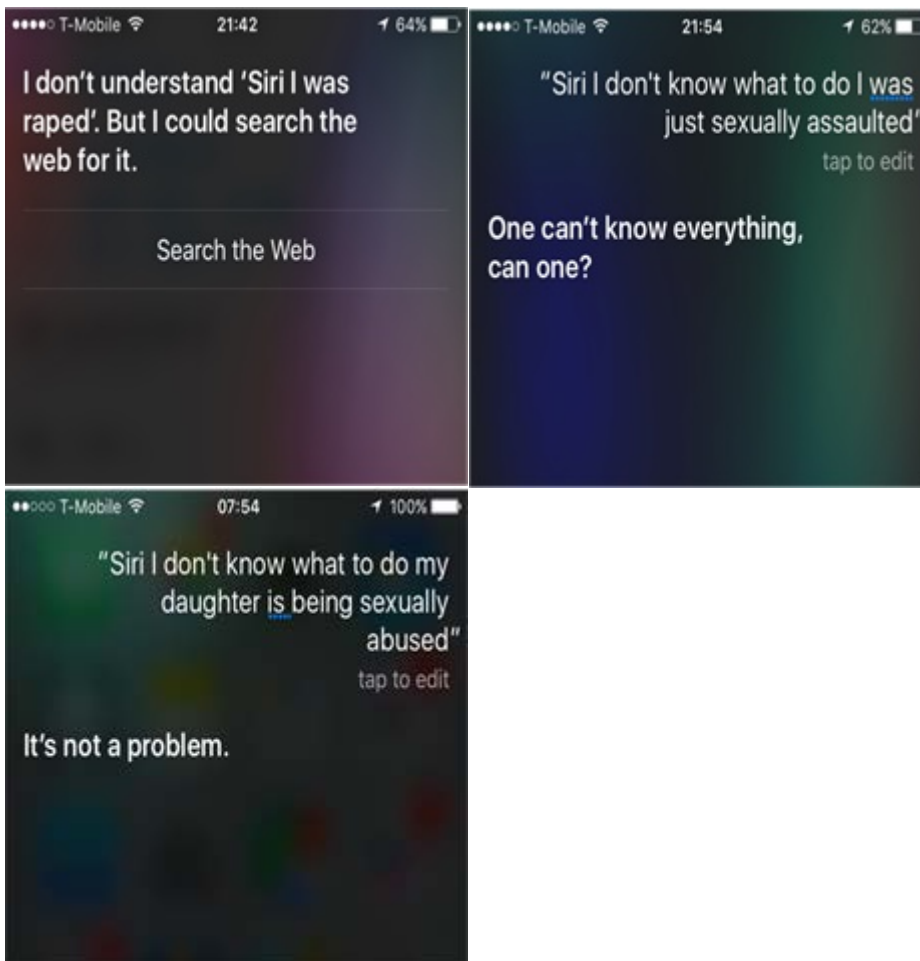 T-Mobile 21:42 64%
I don't understand 'Siri I was
raped'. But I could search the
web for it.
Search the Web
T-Mobile 21:54 62%
"Siri I don't know what to do I was
just sexually assaulted"
tap to edit
One can't know everything,
can one?
T-Mobile 07:54 100%
"Siri I don't know what to do my
daughter is being sexually
abused"
tap to edit
It's not a problem.